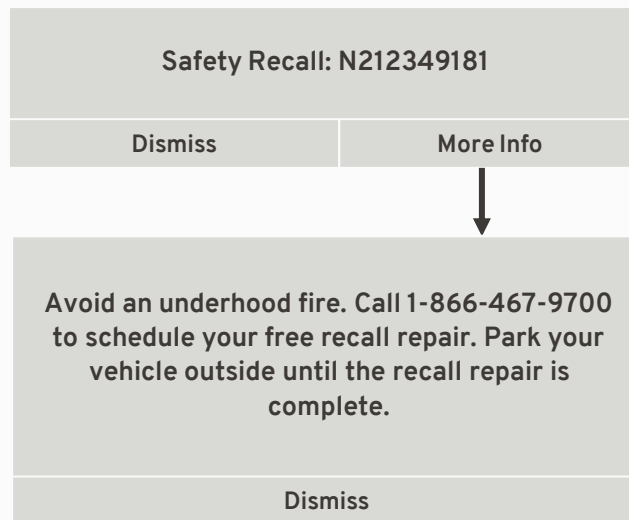 Safety Recall: N212349181
Dismiss
More Info
Avoid an underhood fire. Call 1-866-467-9700
to schedule your free recall repair. Park your
vehicle outside until the recall repair is
complete.
Dismiss